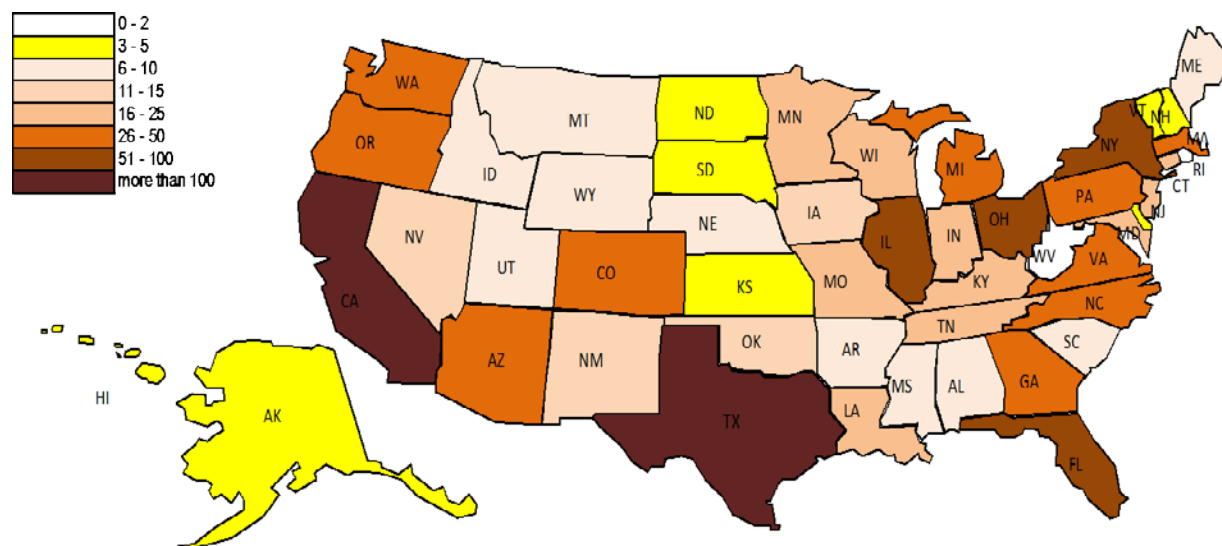 0 - 2
3 - 5
6 - 10
11 - 15
16 - 25
26 - 50
51 - 100
more than 100
WA
OR
ID
MT
ND
MN
SD
WY
WI
MI
NY
VT
NH
ME
MA
RI
CT
PA
NJ
NV
UT
CO
NE
IA
IL
IN
OH
MD
WV
VA
CA
KS
MO
KY
NC
TN
AZ
NM
OK
AR
SC
MS
AL
GA
TX
LA
FL
HI
AK